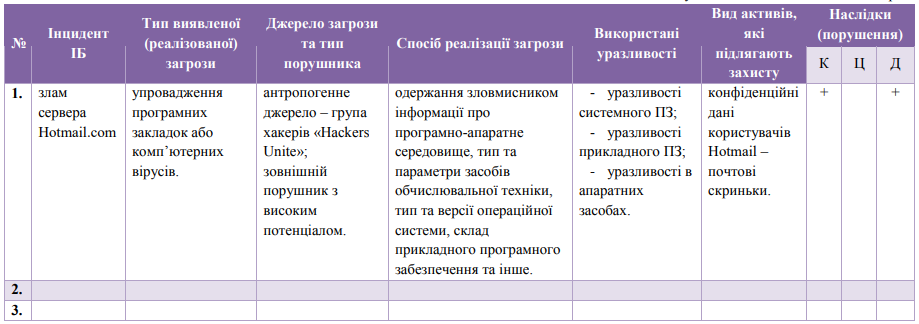 №
Інцидент
ІБ
Тип виявленої
(реалізованої)
загрози
Джерело загрози
та тип
порушника
Спосіб реалізації загрози
Використані
уразливості
Вид активів,
які
підлягають
захисту
Наслідки
(порушення)
К
Ц
Д
1.
злам
сервера
Hotmail.com
упровадження
програмних
закладок або
комп’ютерних
вірусів.
антропогенне
джерело – група
хакерів «Hackers
Unite»;
зовнішній
порушник з
високим
потенціалом.
одержання зловмисником
інформації про
програмно-апаратне
середовище, тип та
параметри засобів
обчислювальної техніки,
тип та версії операційної
системи, склад
прикладного програмного
забезпечення та інше.
- уразливості
системного ПЗ;
- уразливості
прикладного ПЗ;
- уразливості в
апаратних
засобах.
конфіденційні
дані
користувачів
Hotmail –
почтові
скриньки.
+
+
2.
3.